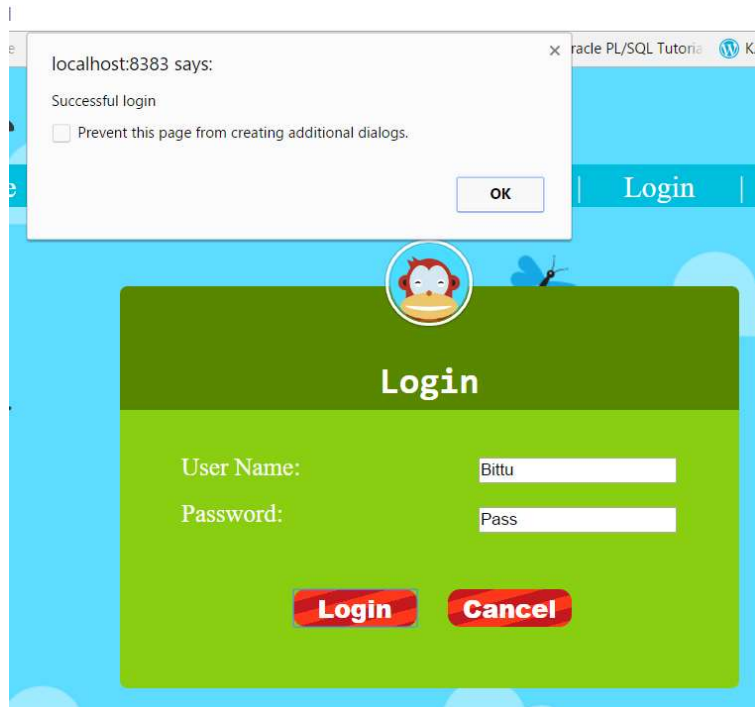 racle PL/SQL Tutoria
localhost:8383 says:
Successful login
Prevent this page from creating additional dialogs.
OK
| Login |
Login
User Name: Bittu
Password: Pass
Login Cancel